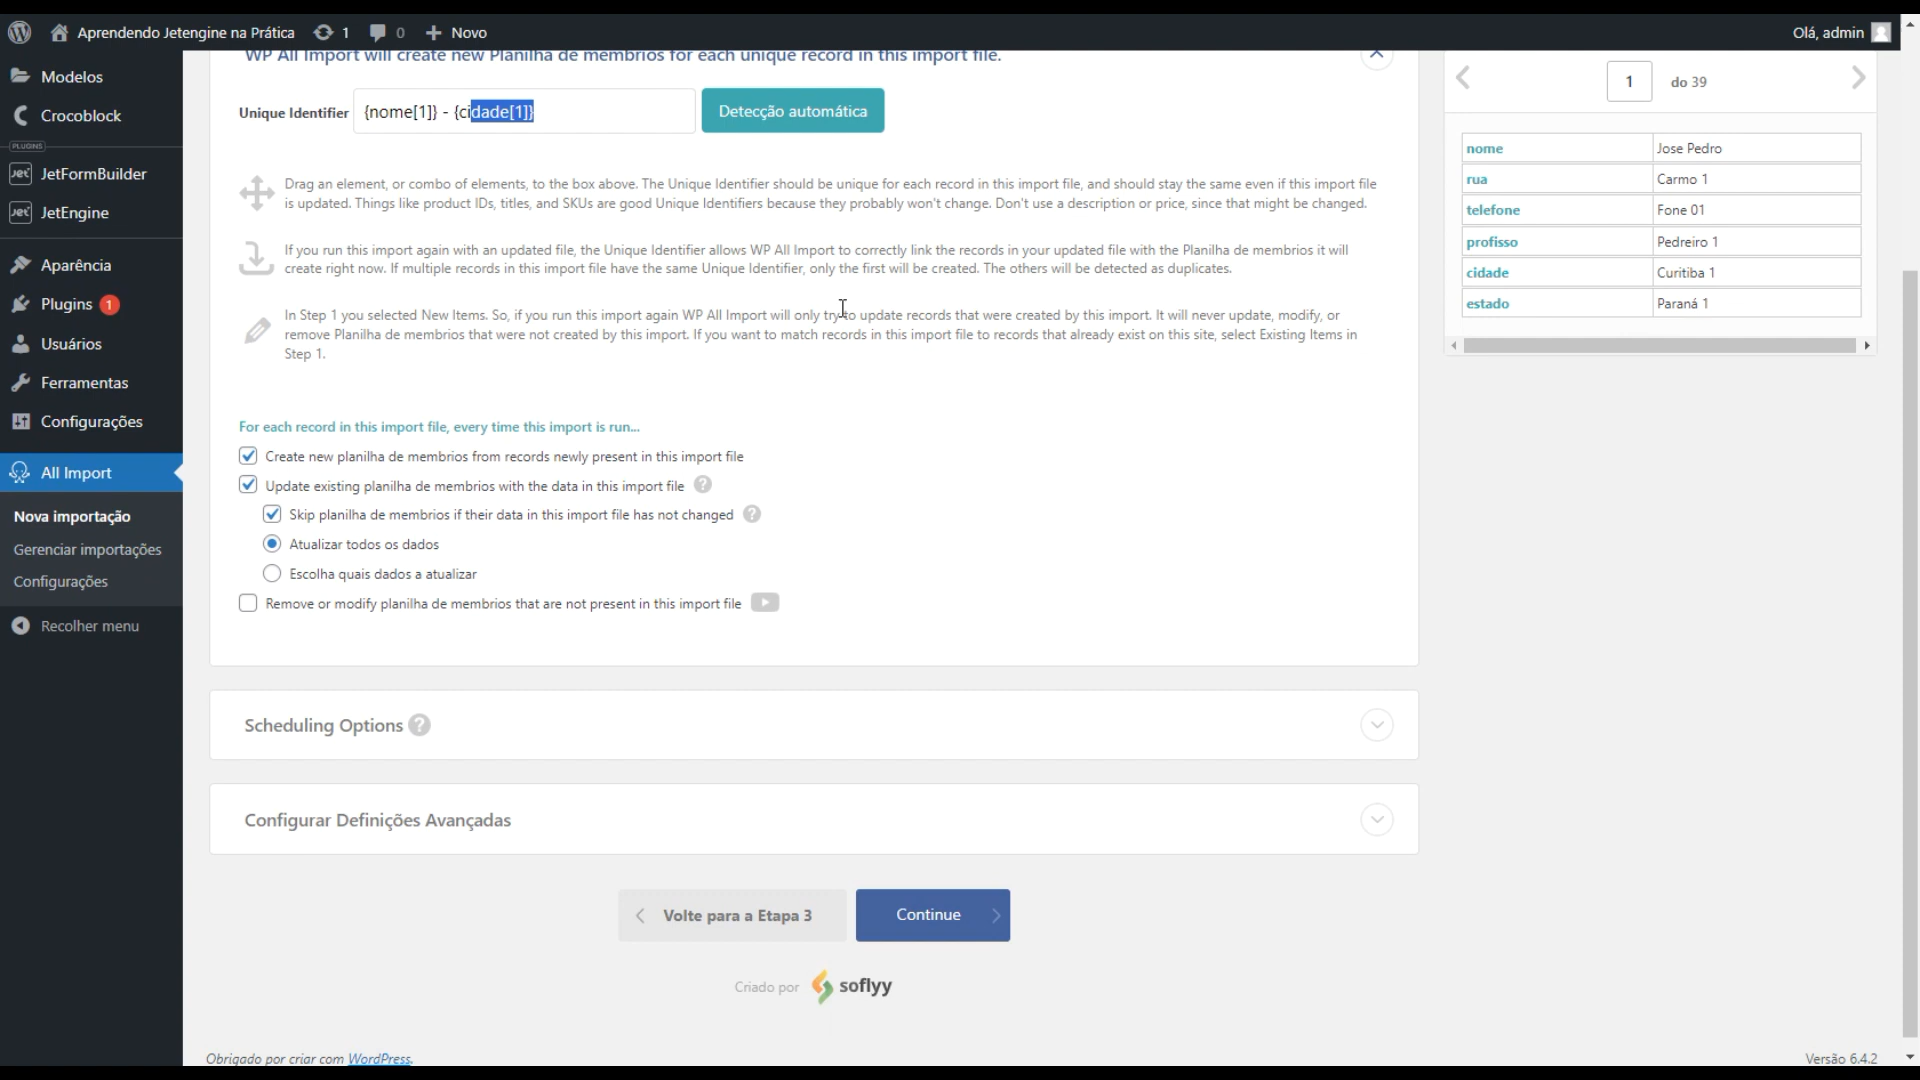 Aprendendo Jetengine na Prática
1
0
Novo
Olá, admin
Modelos
Crocoblock
PLUGINS
JetFormBuilder
JetEngine
Aparência
Plugins 1
Usuários
Ferramentas
Configurações
All Import
Nova importação
Gerenciar importações
Configurações
Recolher menu
WP All Import will create new Planilha de membros for each unique record in this import file.
Unique Identifier
{nome[1]} - {cidade[1]}
Detecção automática
Drag an element, or combo of elements, to the box above. The Unique Identifier should be unique for each record in this import file, and should stay the same even if this import file
is updated. Things like product IDs, titles, and SKUs are good Unique Identifiers because they probably won't change. Don't use a description or price, since that might be changed.
If you run this import again with an updated file, the Unique Identifier allows WP All Import to correctly link the records in your updated file with the Planilha de membrios it will
create right now. If multiple records in this import file have the same Unique Identifier, only the first will be created. The others will be detected as duplicates.
In Step 1 you selected New Items. So, if you run this import again WP All Import will only try to update records that were created by this import. It will never update, modify, or
remove Planilha de membrios that were not created by this import. If you want to match records in this import file to records that already exist on this site, select Existing Items in
Step 1.
For each record in this import file, every time this import is run...
Create new planilha de membrios from records newly present in this import file
Update existing planilha de membrios with the data in this import file ?
Skip planilha de membrios if their data in this import file has not changed ?
Atualizar todos os dados
Escolha quais dados a atualizar
Remove or modify planilha de membrios that are not present in this import file
Scheduling Options ?
Configurar Definições Avançadas
Volte para a Etapa 3
Continue
Criado por soflyy
Obrigado por criar com WordPress.
Versão 6.4.2
1 do 39
nome Jose Pedro
rua Carmo 1
telefone Fone 01
profisso Pedreiro 1
cidade Curitiba 1
estado Paraná 1